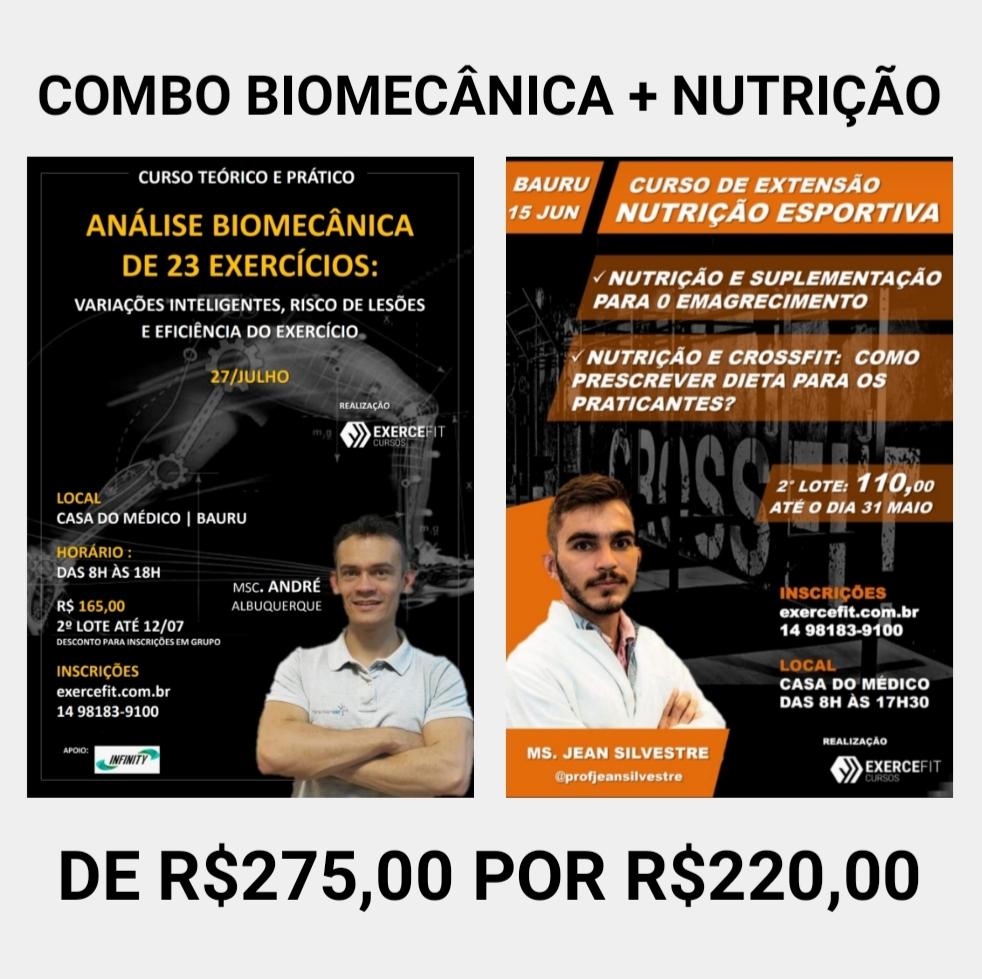 COMBO BIOMECÂNICA + NUTRIÇÃO
CURSO TEÓRICO E PRÁTICO
ANÁLISE BIOMECÂNICA
DE 23 EXERCÍCIOS:
VARIAÇÕES INTELIGENTES, RISCO DE LESÕES
E EFICIÊNCIA DO EXERCÍCIO
27/JULHO
REALIZAÇÃO
EXERCEFIT
CURSOS
LOCAL
CASA DO MÉDICO | BAURU
HORÁRIO :
DAS 8H ÀS 18H
R$ 165,00
2º LOTE ATÉ 12/07
DESCONTO PARA INSCRIÇÕES EM GRUPO
INSCRIÇÕES
exercefit.com.br
14 98183-9100
APOIO:
INFINITY
MSC. ANDRÉ
ALBUQUERQUE
BAURU
15 JUN
CURSO DE EXTENSÃO
NUTRIÇÃO ESPORTIVA
✓ NUTRIÇÃO E SUPLEMENTAÇÃO
PARA O EMAGRECIMENTO
✓ NUTRIÇÃO E CROSSFIT: COMO
PRESCREVER DIETA PARA OS
PRATICANTES?
CROSSFIT
2° LOTE: 110,00
ATÉ O DIA 31 MAIO
INSCRIÇÕES
exercefit.com.br
14 98183-9100
LOCAL
CASA DO MÉDICO
DAS 8H ÀS 17H30
MS. JEAN SILVESTRE
@profjeansilvestre
REALIZAÇÃO
EXERCEFIT
CURSOS
DE R$275,00 POR R$220,00